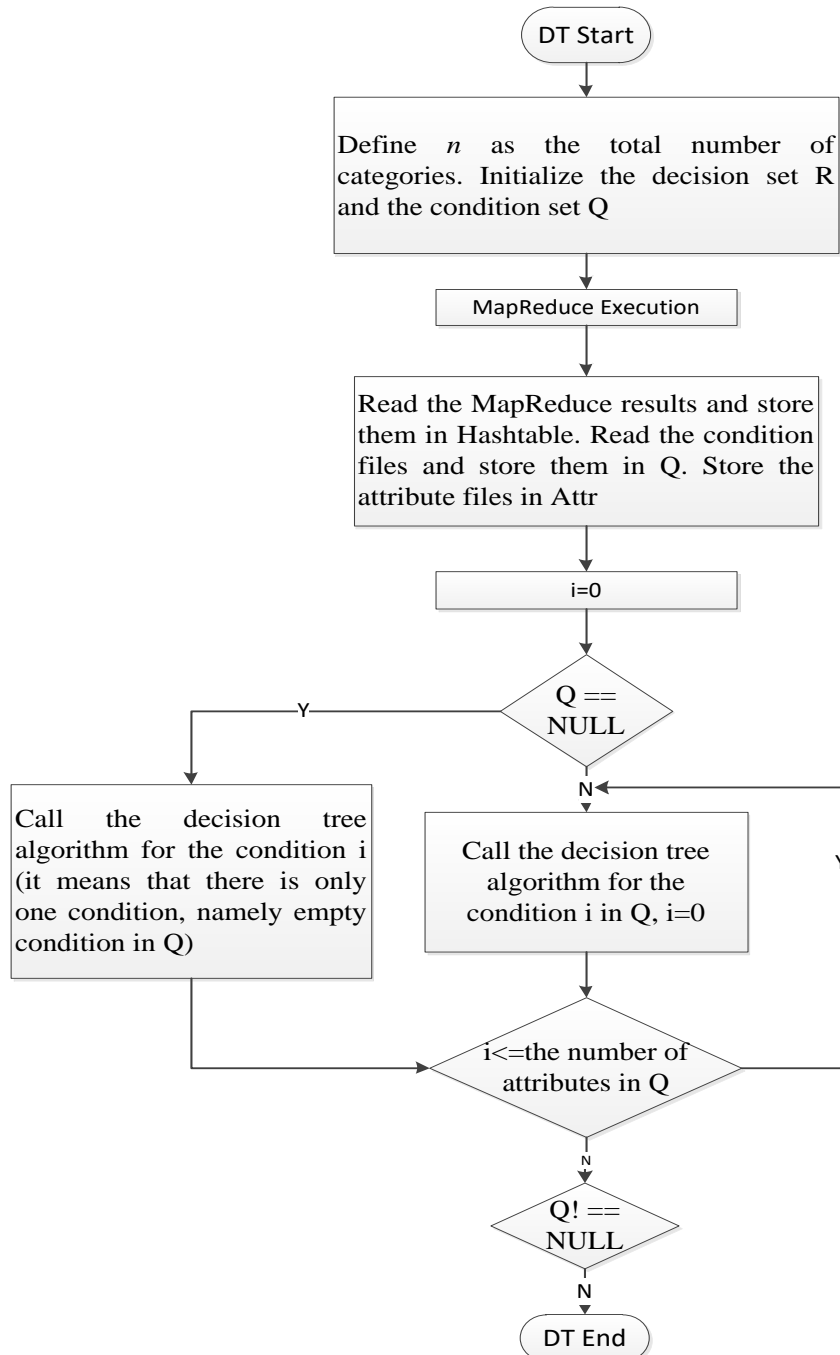 DT Start
Define n as the total number of
categories. Initialize the decision set R
and the condition set Q
MapReduce Execution
Read the MapReduce results and store
them in Hashtable. Read the condition
files and store them in Q. Store the
attribute files in Attr
i=0
Q ==
NULL
Y
N
Call the decision tree
algorithm for the condition i
(it means that there is only
one condition, namely empty
condition in Q)
Call the decision tree
algorithm for the
condition i in Q, i=0
Y
i<=the number of
attributes in Q
N
Q! ==
NULL
N
DT End